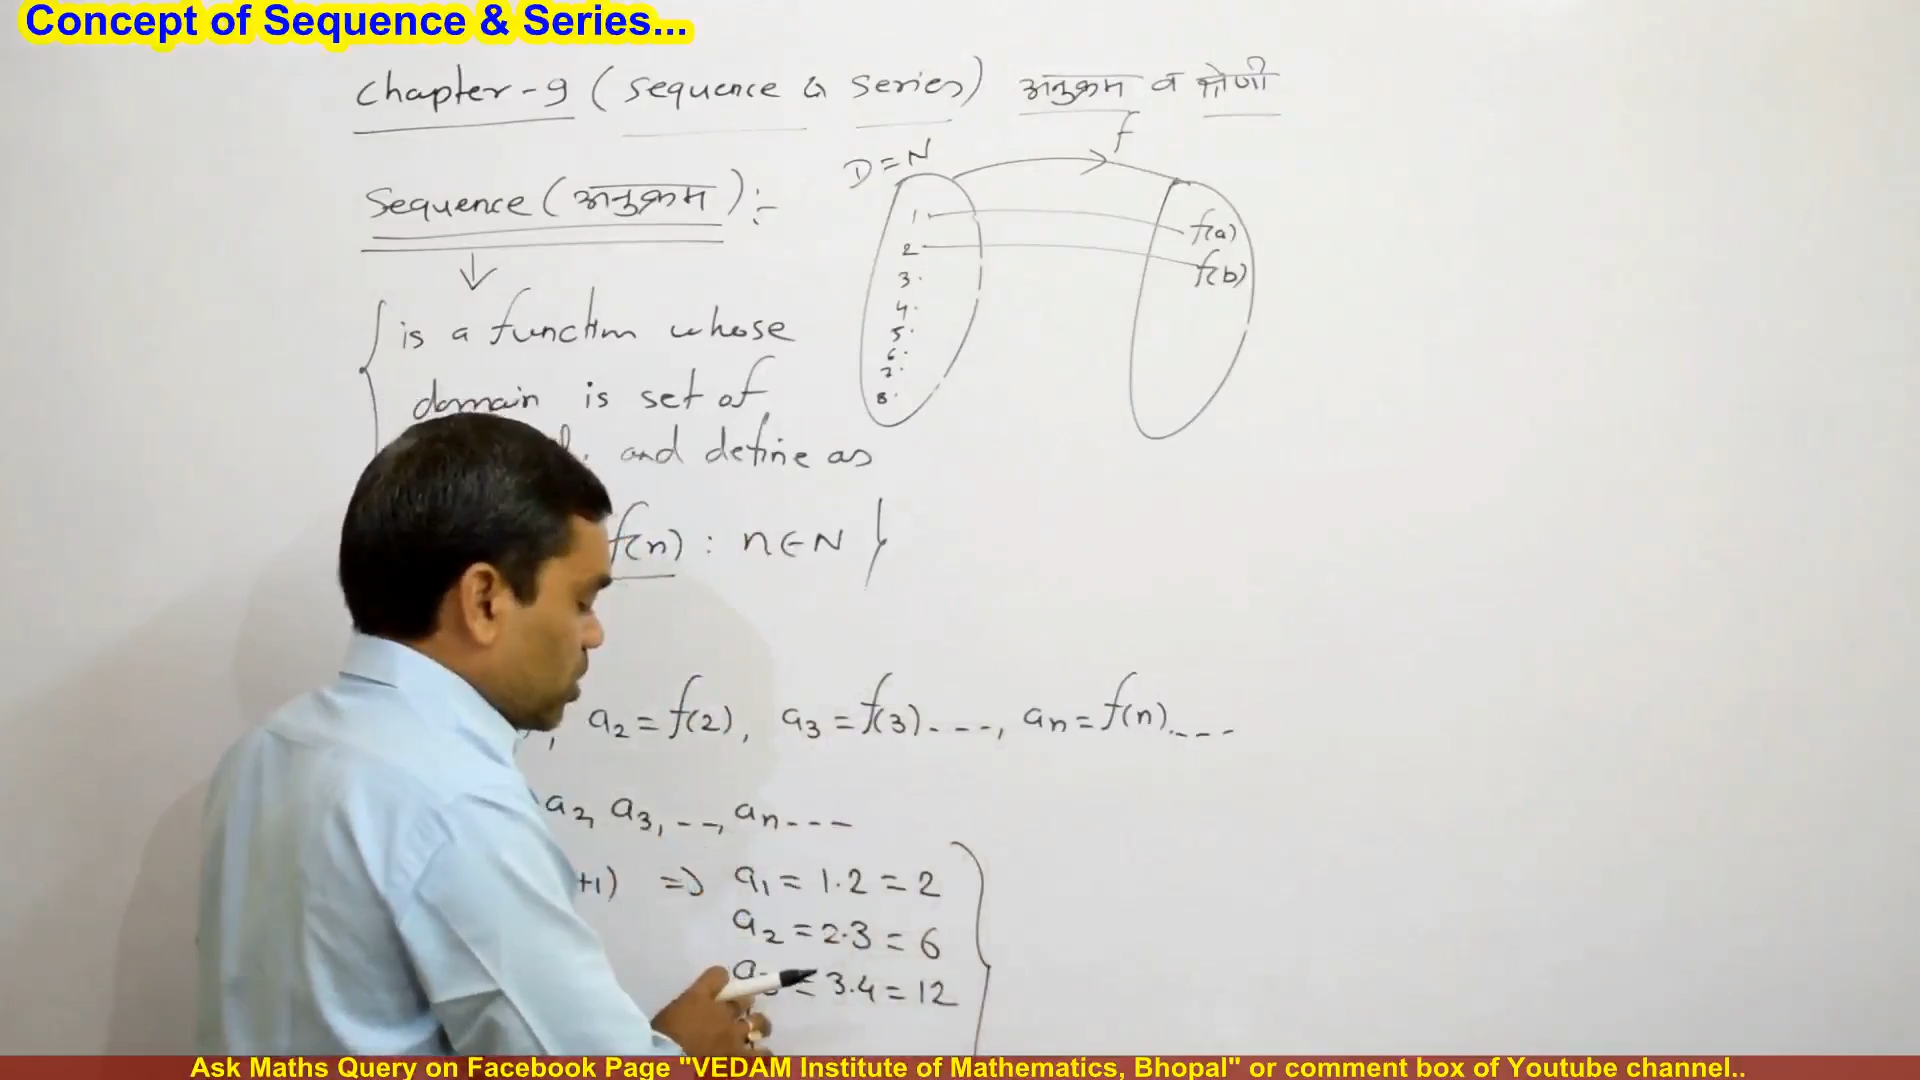 Concept of Sequence & Series...
Chapter-9 (Sequence & Series) अनुक्रम व श्रेणी
Sequence (अनुक्रम) :-
D=N
f
1
2
3
4
5
6
7
8
f(a)
f(b)
is a function whose
domain is set of
and define as
f(n) : n∈N }
, a₂ = f(2), a₃ = f(3) ----, aₙ = f(n) ----
a₂, a₃, --, aₙ ---
+1) => a₁ = 1.2 = 2
a₂ = 2.3 = 6
= 3.4 = 12
Ask Maths Query on Facebook Page "VEDAM Institute of Mathematics, Bhopal" or comment box of Youtube channel..